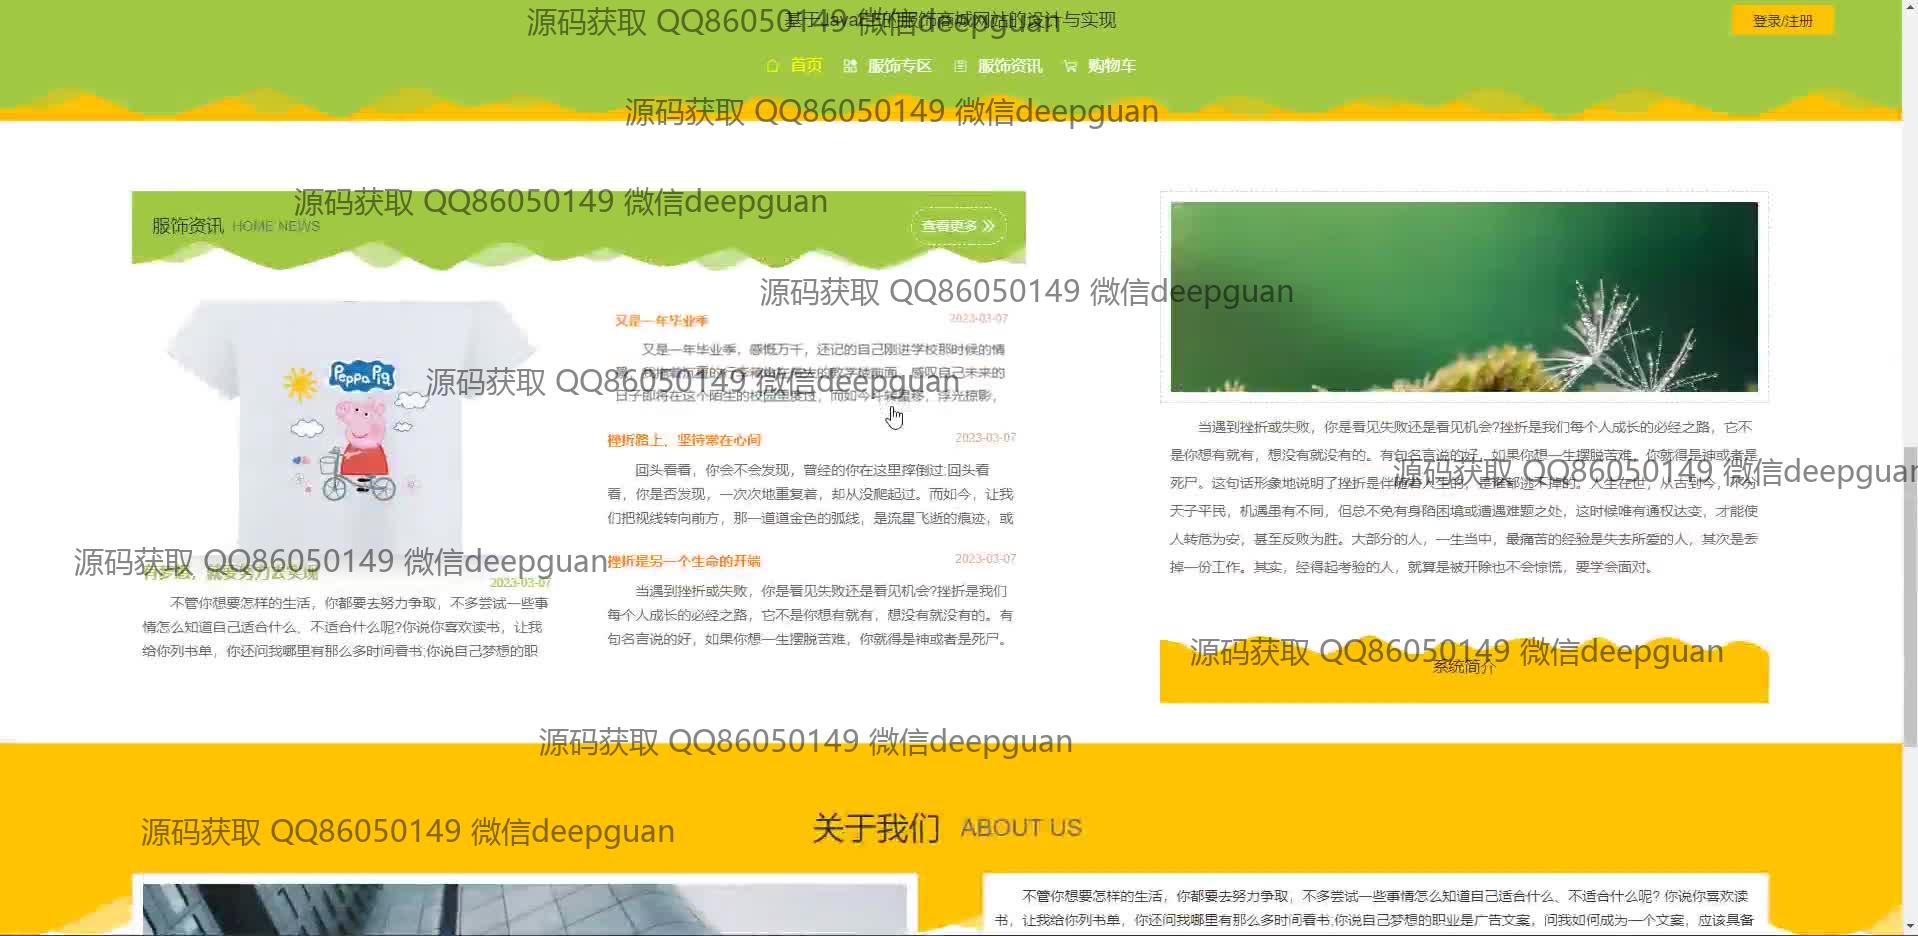 基于Java web的服饰商城网站的设计与实现
源码获取 QQ86050149 微信deepguan
登录/注册
首页 服饰专区 服饰资讯 购物车
源码获取 QQ86050149 微信deepguan
源码获取 QQ86050149 微信deepguan
服饰资讯 HOME NEWS
查看更多
源码获取 QQ86050149 微信deepguan
Peppa Pig
有梦想，就要努力去实现
2023-03-07
不管你想要怎样的生活，你都要去努力争取，不多尝试一些事
情怎么知道自己适合什么、不适合什么呢?你说你喜欢读书，让我
给你列书单，你还问我哪里有那么多时间看书;你说自己梦想的职
又是一年毕业季
2023-03-07
又是一年毕业季，感慨万千，还记的自己刚进学校那时候的情
源码获取 QQ86050149 微信deepguan
感叹自己未来的
日子即将在这个陌生的校园里度过，而如今斗转星移，浮光掠影，
挫折路上，坚持常在心间
2023-03-07
回头看看，你会不会发现，曾经的你在这里摔倒过;回头看
看，你是否发现，一次次地重复着，却从没爬起过。而如今，让我
们把视线转向前方，那一道道金色的弧线，是流星飞逝的痕迹，或
源码获取 QQ86050149 微信deepguan
挫折是另一个生命的开端
2023-03-07
当遇到挫折或失败，你是看见失败还是看见机会?挫折是我们
每个人成长的必经之路，它不是你想有就有，想没有就没有的。有
句名言说的好，如果你想一生摆脱苦难，你就得是神或者是死尸。
当遇到挫折或失败，你是看见失败还是看见机会?挫折是我们每个人成长的必经之路，它不
是你想有就有，想没有就没有的。有句名言说的好，如果你想一生摆脱苦难，你就得是神或者是
源码获取 QQ86050149 微信deepguan
死尸。这句话形象地说明了挫折是伴随着人生的，是谁都逃不掉的。人生在世，从古到今，不分
天子平民，机遇虽有不同，但总不免有身陷困境或遭遇难题之处，这时候唯有通权达变，才能使
人转危为安，甚至反败为胜。大部分的人，一生当中，最痛苦的经验是失去所爱的人，其次是丢
掉一份工作。其实，经得起考验的人，就算是被开除也不会惊慌，要学会面对。
源码获取 QQ86050149 微信deepguan
系统简介
源码获取 QQ86050149 微信deepguan
关于我们 ABOUT US
源码获取 QQ86050149 微信deepguan
不管你想要怎样的生活，你都要去努力争取，不多尝试一些事情怎么知道自己适合什么、不适合什么呢? 你说你喜欢读
书，让我给你列书单，你还问我哪里有那么多时间看书;你说自己梦想的职业是广告文案，问我如何成为一个文案，应该具备